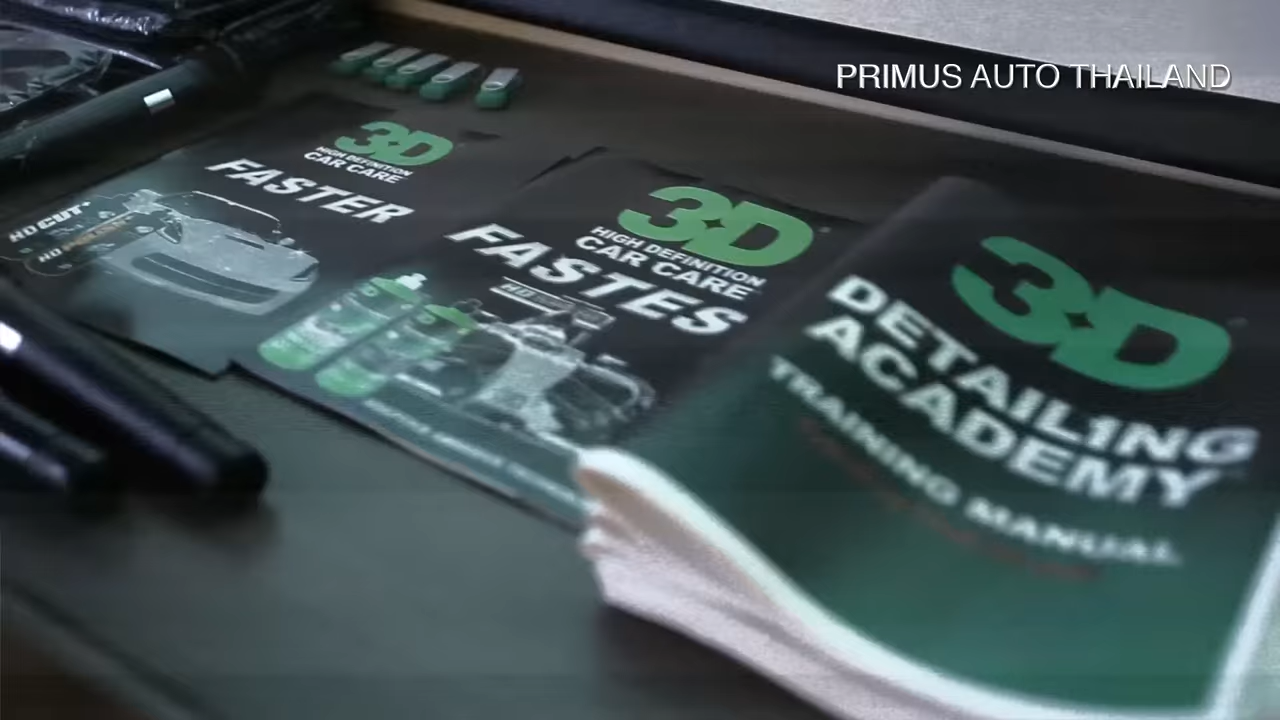 PRIMUS AUTO THAILAND
3D
HIGH DEFINITION
CAR CARE
FASTER
HD CUT
3D
HIGH DEFINITION
CAR CARE
FASTES
3D
DETAILING
ACADEMY
TRAINING MANUAL